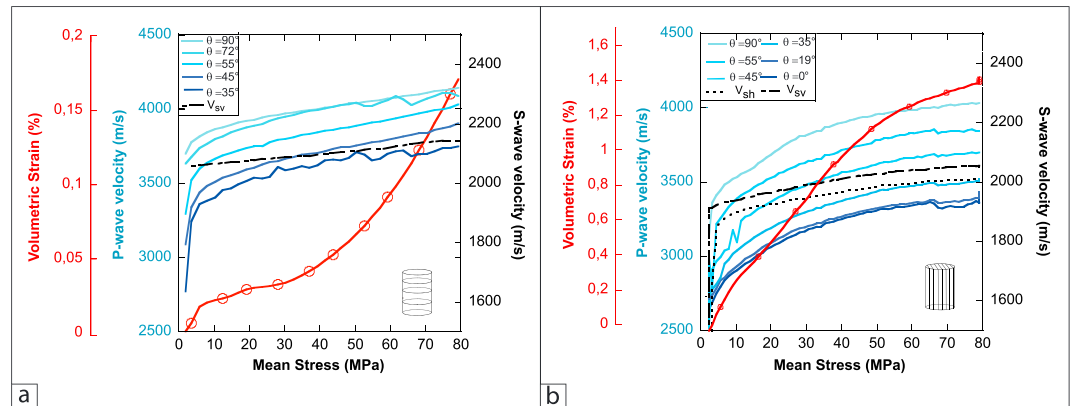 0,2
0,15
0,1
0,05
0
Volumetric Strain (%)
4500
4000
3500
3000
2500
P-wave velocity (m/s)
θ=90°
θ=72°
θ=55°
θ=45°
θ=35°
Vsv
2400
2200
2000
1800
1600
S-wave velocity (m/s)
0 10 20 30 40 50 60 70 80
Mean Stress (MPa)
a
1,6
1,4
1,2
1
0,8
0,6
0,4
0,2
0
Volumetric Strain (%)
4500
4000
3500
3000
2500
P-wave velocity (m/s)
θ=90° θ=35°
θ=55° θ=19°
θ=45° θ=0°
Vsh Vsv
2400
2200
2000
1800
1600
S-wave velocity (m/s)
0 10 20 30 40 50 60 70 80
Mean Stress (MPa)
b